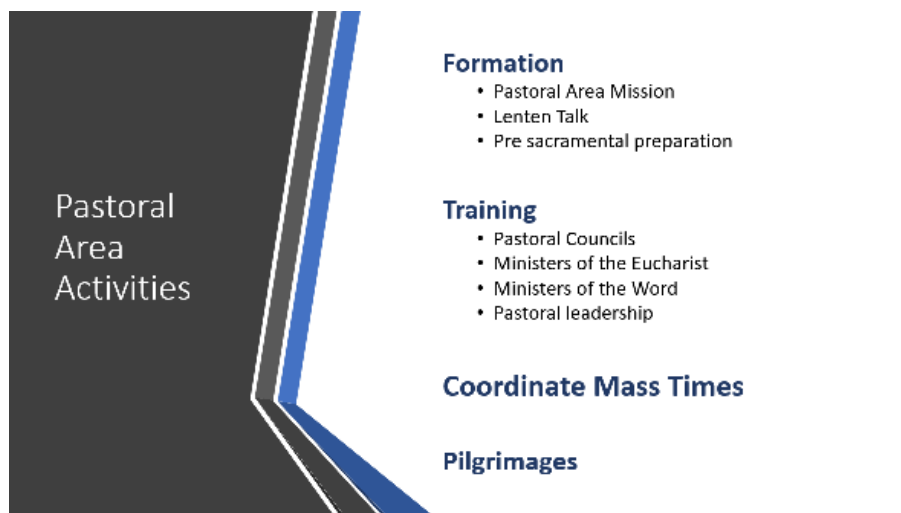 Pastoral
Area
Activities
Formation
• Pastoral Area Mission
• Lenten Talk
• Pre sacramental preparation
Training
• Pastoral Councils
• Ministers of the Eucharist
• Ministers of the Word
• Pastoral leadership
Coordinate Mass Times
Pilgrimages